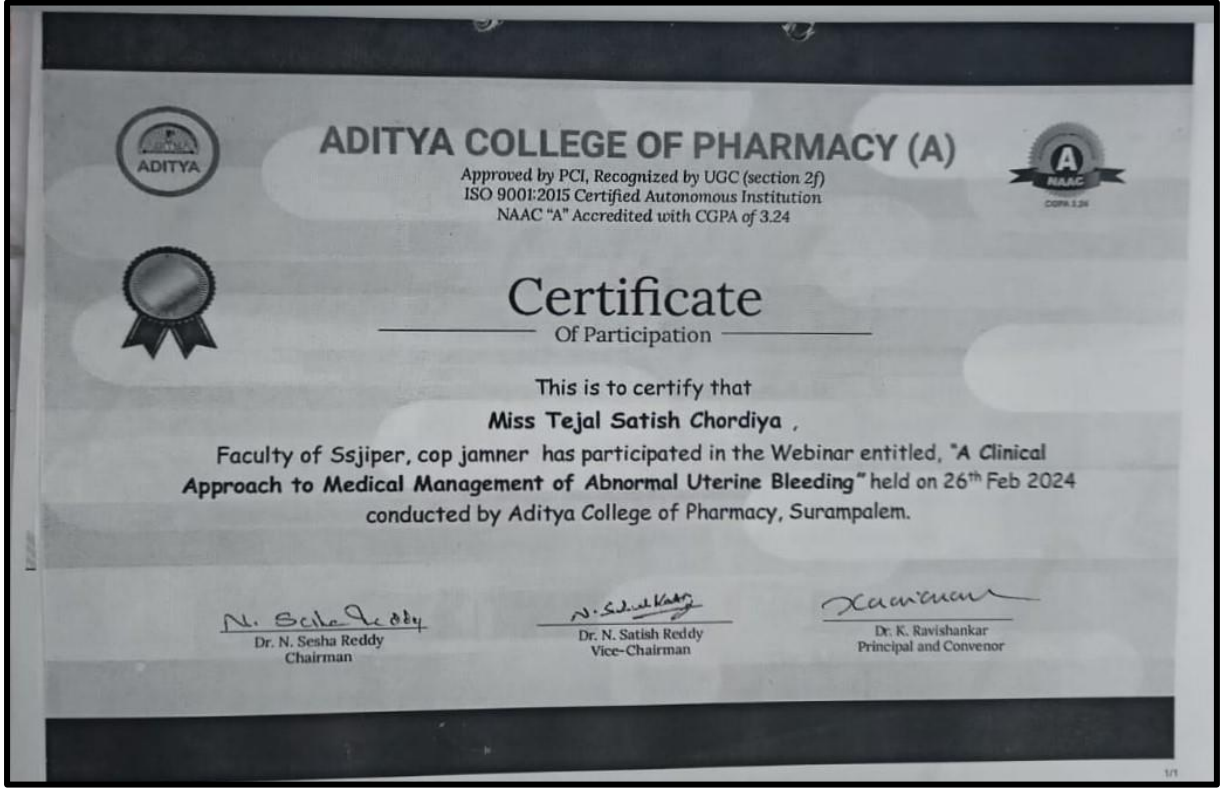 ADITYA COLLEGE OF PHARMACY (A)
Approved by PCI, Recognized by UGC (section 2f)
ISO 9001:2015 Certified Autonomous Institution
NAAC “A” Accredited with CGPA of 3.24
ADITYA
A
NAAC
CGPA 3.24
Certificate
Of Participation
This is to certify that
Miss Tejal Satish Chordiya ,
Faculty of Ssjiper, cop jamner has participated in the Webinar entitled, "A Clinical
Approach to Medical Management of Abnormal Uterine Bleeding" held on 26th Feb 2024
conducted by Aditya College of Pharmacy, Surampalem.
Dr. N. Sesha Reddy
Chairman
Dr. N. Satish Reddy
Vice-Chairman
Dr. K. Ravishankar
Principal and Convenor
1/1